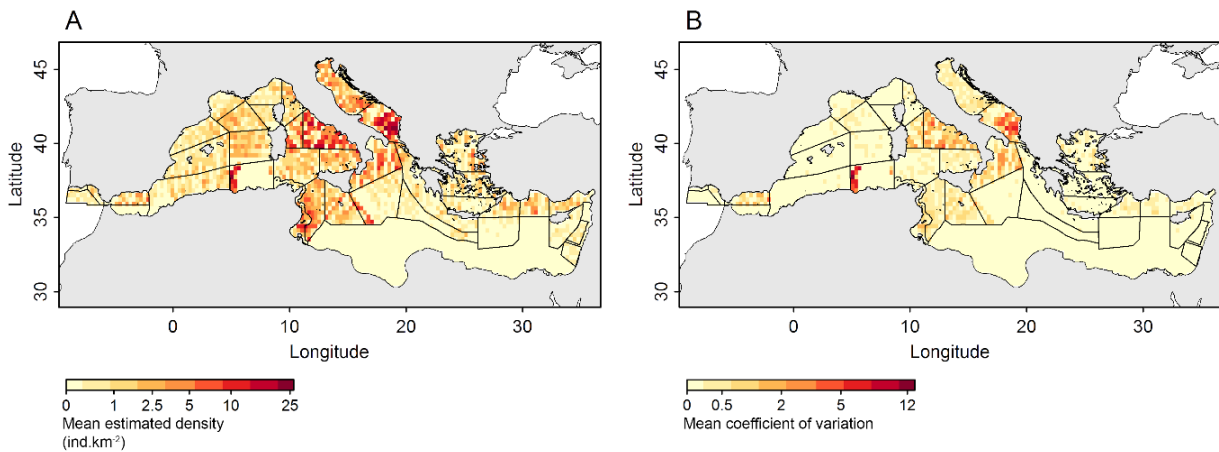 A
B
45
40
35
30
Latitude
0 10 20 30
Longitude
0 1 2.5 5 10 25
Mean estimated density
(ind.km⁻²)
45
40
35
30
Latitude
0 10 20 30
Longitude
0 0.5 2 5 12
Mean coefficient of variation